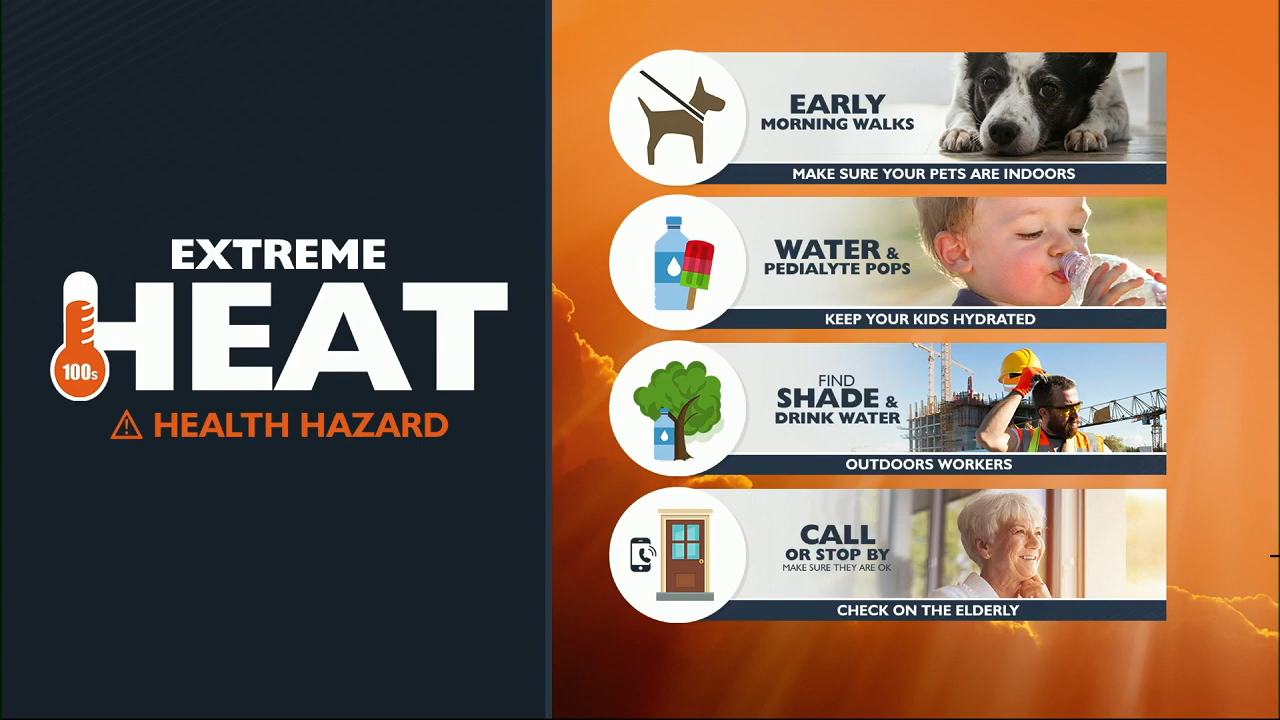 EXTREME
HEAT
100s
HEALTH HAZARD
EARLY
MORNING WALKS
MAKE SURE YOUR PETS ARE INDOORS
WATER &
PEDIALYTE POPS
KEEP YOUR KIDS HYDRATED
FIND
SHADE &
DRINK WATER
OUTDOORS WORKERS
CALL
OR STOP BY
MAKE SURE THEY ARE OK
CHECK ON THE ELDERLY